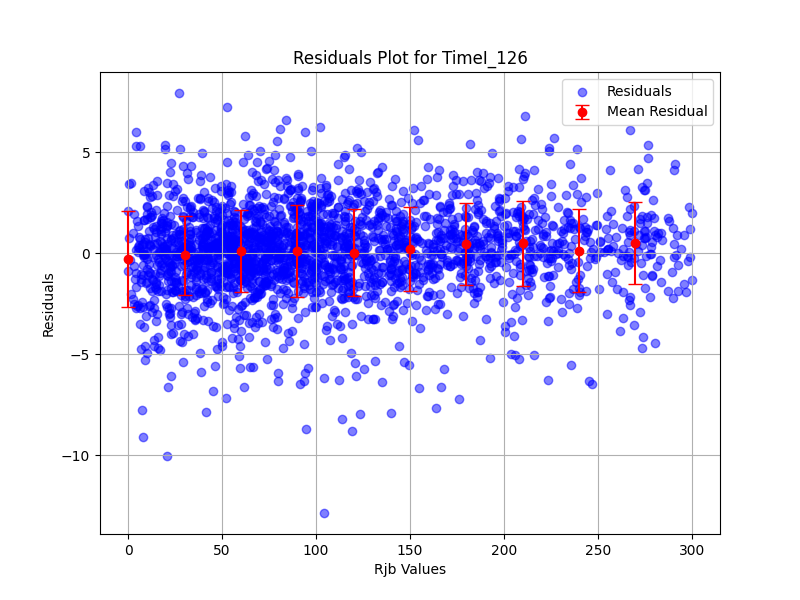 Residuals Plot for TimeI_126
Residuals
Mean Residual
5
0
−5
−10
Residuals
0 50 100 150 200 250 300
Rjb Values